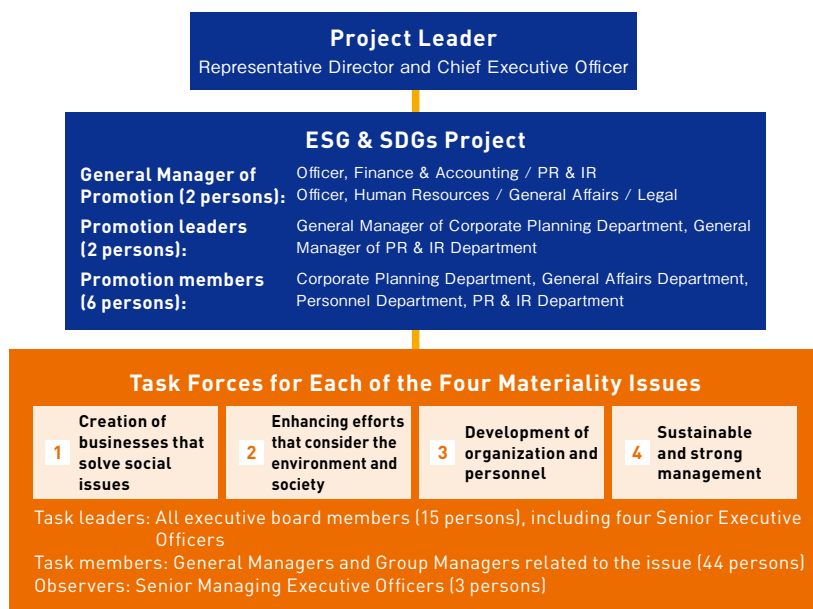 Project Leader
Representative Director and Chief Executive Officer
ESG & SDGs Project
General Manager of
Promotion (2 persons):
Officer, Finance & Accounting / PR & IR
Officer, Human Resources / General Affairs / Legal
Promotion leaders
(2 persons):
General Manager of Corporate Planning Department, General
Manager of PR & IR Department
Promotion members
(6 persons):
Corporate Planning Department, General Affairs Department,
Personnel Department, PR & IR Department
Task Forces for Each of the Four Materiality Issues
1
Creation of
businesses that
solve social
issues
2
Enhancing efforts
that consider the
environment and
society
3
Development of
organization and
personnel
4
Sustainable
and strong
management
Task leaders: All executive board members (15 persons), including four Senior Executive
Officers
Task members: General Managers and Group Managers related to the issue (44 persons)
Observers: Senior Managing Executive Officers (3 persons)